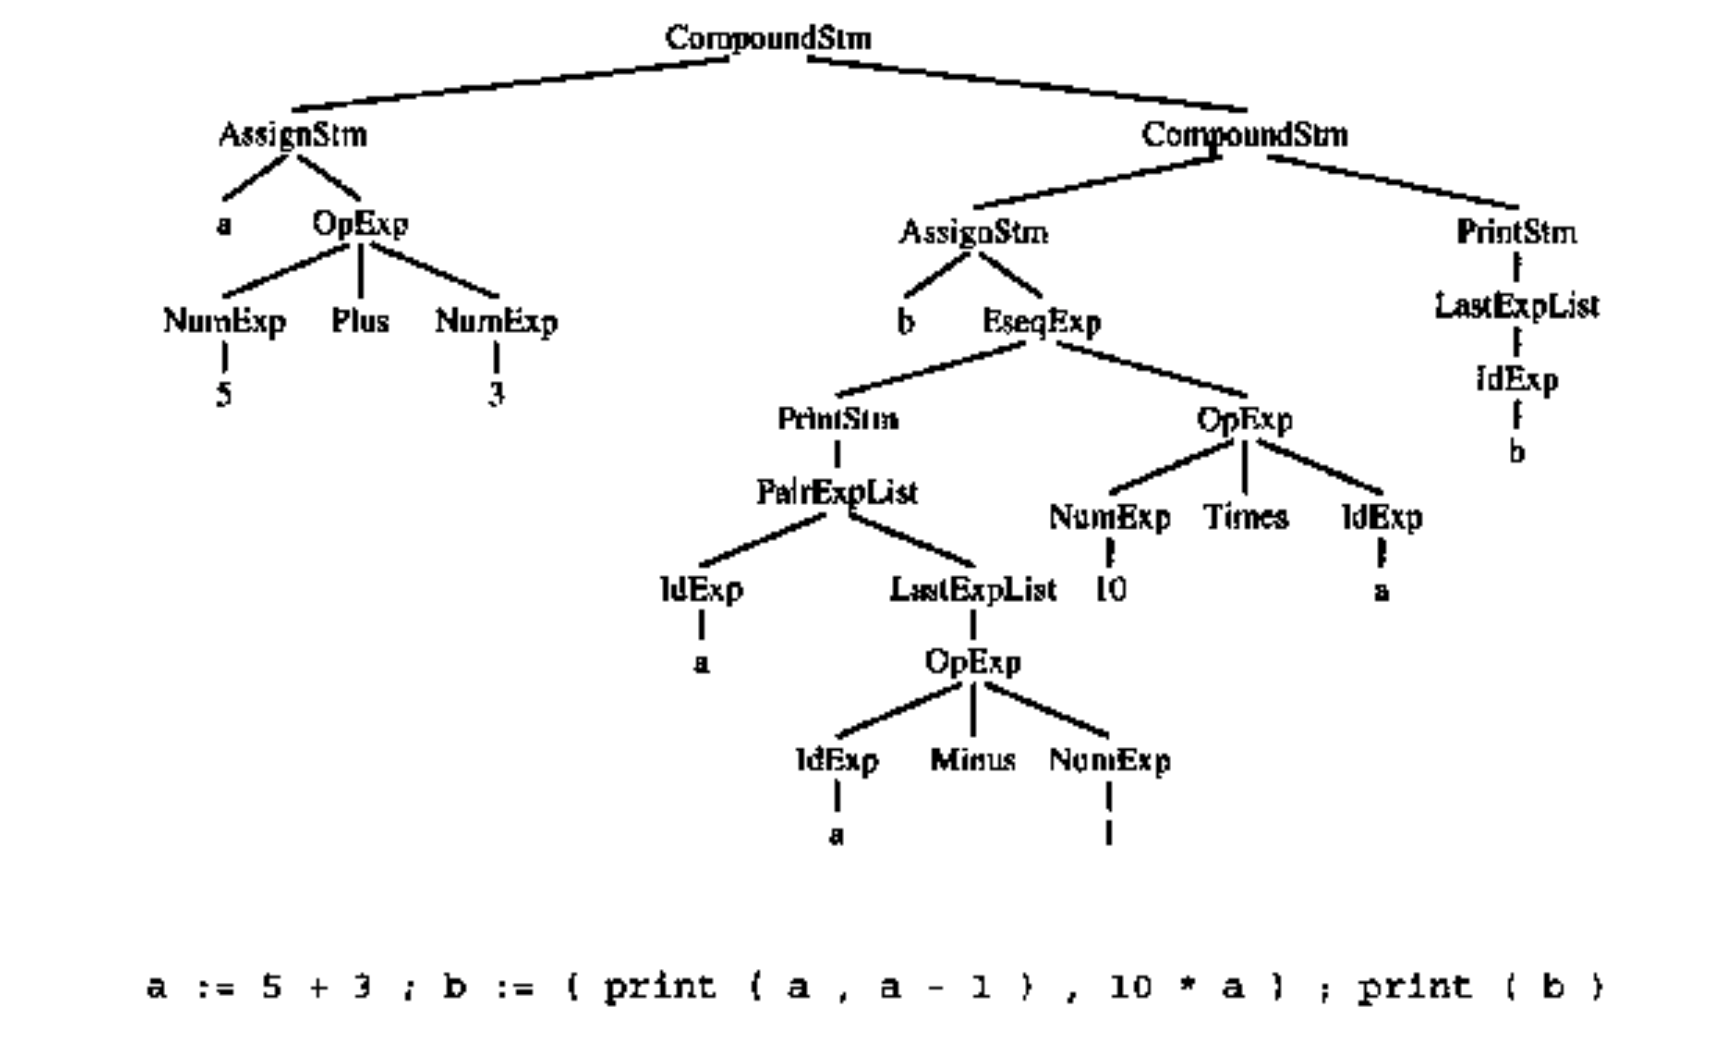 CompoundStm
AssignStm CompoundStm
a OpExp AssignStm PrintStm
NumExp Plus NumExp b EseqExp LastExpList
5 3 PrintStm OpExp IdExp
PairExpList NumExp Times IdExp b
IdExp LastExpList 10 a
a OpExp
IdExp Minus NumExp
a 1
a := 5 + 3 ; b := ( print ( a , a - 1 ) , 10 * a ) ; print ( b )